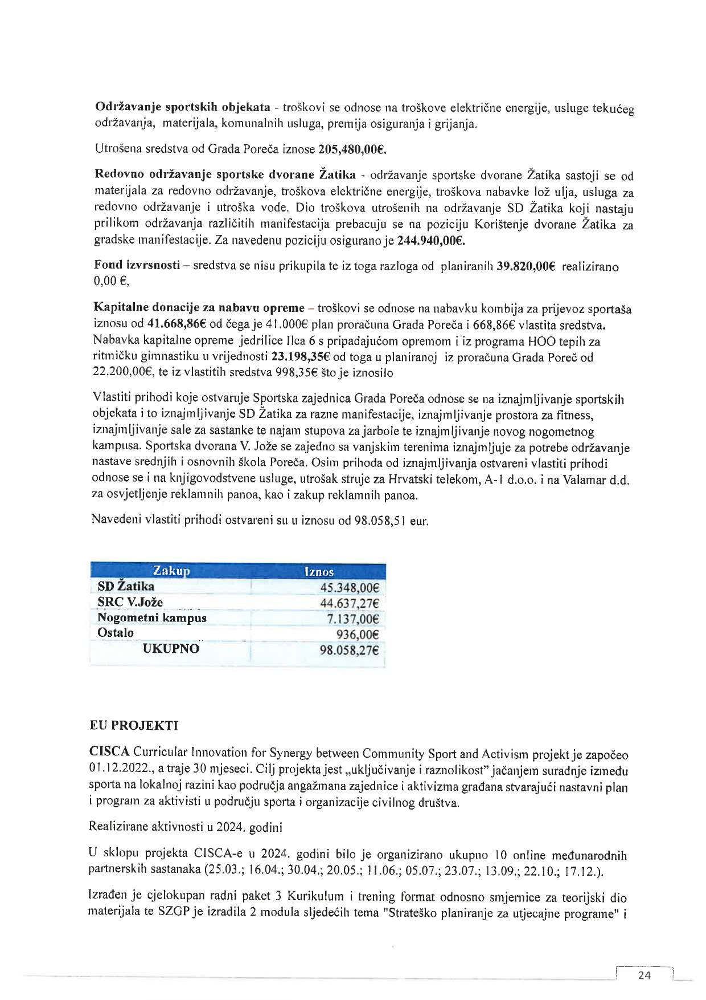 Održavanje sportskih objekata - troškovi se odnose na troškove električne energije, usluge tekućeg
održavanja, materijala, komunalnih usluga, premija osiguranja i grijanja.
Utrošena sredstva od Grada Poreča iznose 205,480,00€.
Redovno održavanje sportske dvorane Žatika - održavanje sportske dvorane Žatika sastoji se od
materijala za redovno održavanje, troškova električne energije, troškova nabavke lož ulja, usluga za
redovno održavanje i utroška vode. Dio troškova utrošenih na održavanje SD Žatika koji nastaju
prilikom održavanja različitih manifestacija prebacuju se na poziciju Korištenje dvorane Žatika za
gradske manifestacije. Za navedenu poziciju osigurano je 244.940,00€.
Fond izvrsnosti – sredstva se nisu prikupila te iz toga razloga od planiranih 39.820,00€ realizirano
0,00 €,
Kapitalne donacije za nabavu opreme – troškovi se odnose na nabavku kombija za prijevoz sportaša
iznosu od 41.668,86€ od čega je 41.000€ plan proračuna Grada Poreča i 668,86€ vlastita sredstva.
Nabavka kapitalne opreme jedrilice Ilca 6 s pripadajućom opremom i iz programa HOO tepih za
ritmičku gimnastiku u vrijednosti 23.198,35€ od toga u planiranoj iz proračuna Grada Poreč od
22.200,00€, te iz vlastitih sredstva 998,35€ što je iznosilo
Vlastiti prihodi koje ostvaruje Sportska zajednica Grada Poreča odnose se na iznajmljivanje sportskih
objekata i to iznajmljivanje SD Žatika za razne manifestacije, iznajmljivanje prostora za fitness,
iznajmljivanje sale za sastanke te najam stupova za jarbole te iznajmljivanje novog nogometnog
kampusa. Sportska dvorana V. Jože se zajedno sa vanjskim terenima iznajmljuje za potrebe održavanje
nastave srednjih i osnovnih škola Poreča. Osim prihoda od iznajmljivanja ostvareni vlastiti prihodi
odnose se i na knjigovodstvene usluge, utrošak struje za Hrvatski telekom, A-1 d.o.o. i na Valamar d.d.
za osvjetljenje reklamnih panoa, kao i zakup reklamnih panoa.
Navedeni vlastiti prihodi ostvareni su u iznosu od 98.058,51 eur.
Zakup Iznos
SD Žatika 45.348,00€
SRC V.Jože 44.637,27€
Nogometni kampus 7.137,00€
Ostalo 936,00€
UKUPNO 98.058,27€
EU PROJEKTI
CISCA Curricular Innovation for Synergy between Community Sport and Activism projekt je započeo
01.12.2022., a traje 30 mjeseci. Cilj projekta jest „uključivanje i raznolikost” jačanjem suradnje između
sporta na lokalnoj razini kao područja angažmana zajednice i aktivizma građana stvarajući nastavni plan
i program za aktivisti u području sporta i organizacije civilnog društva.
Realizirane aktivnosti u 2024. godini
U sklopu projekta CISCA-e u 2024. godini bilo je organizirano ukupno 10 online međunarodnih
partnerskih sastanaka (25.03.; 16.04.; 30.04.; 20.05.; 11.06.; 05.07.; 23.07.; 13.09.; 22.10.; 17.12.).
Izrađen je cjelokupan radni paket 3 Kurikulum i trening format odnosno smjernice za teorijski dio
materijala te SZGP je izradila 2 modula sljedećih tema "Strateško planiranje za utjecajne programe" i
24